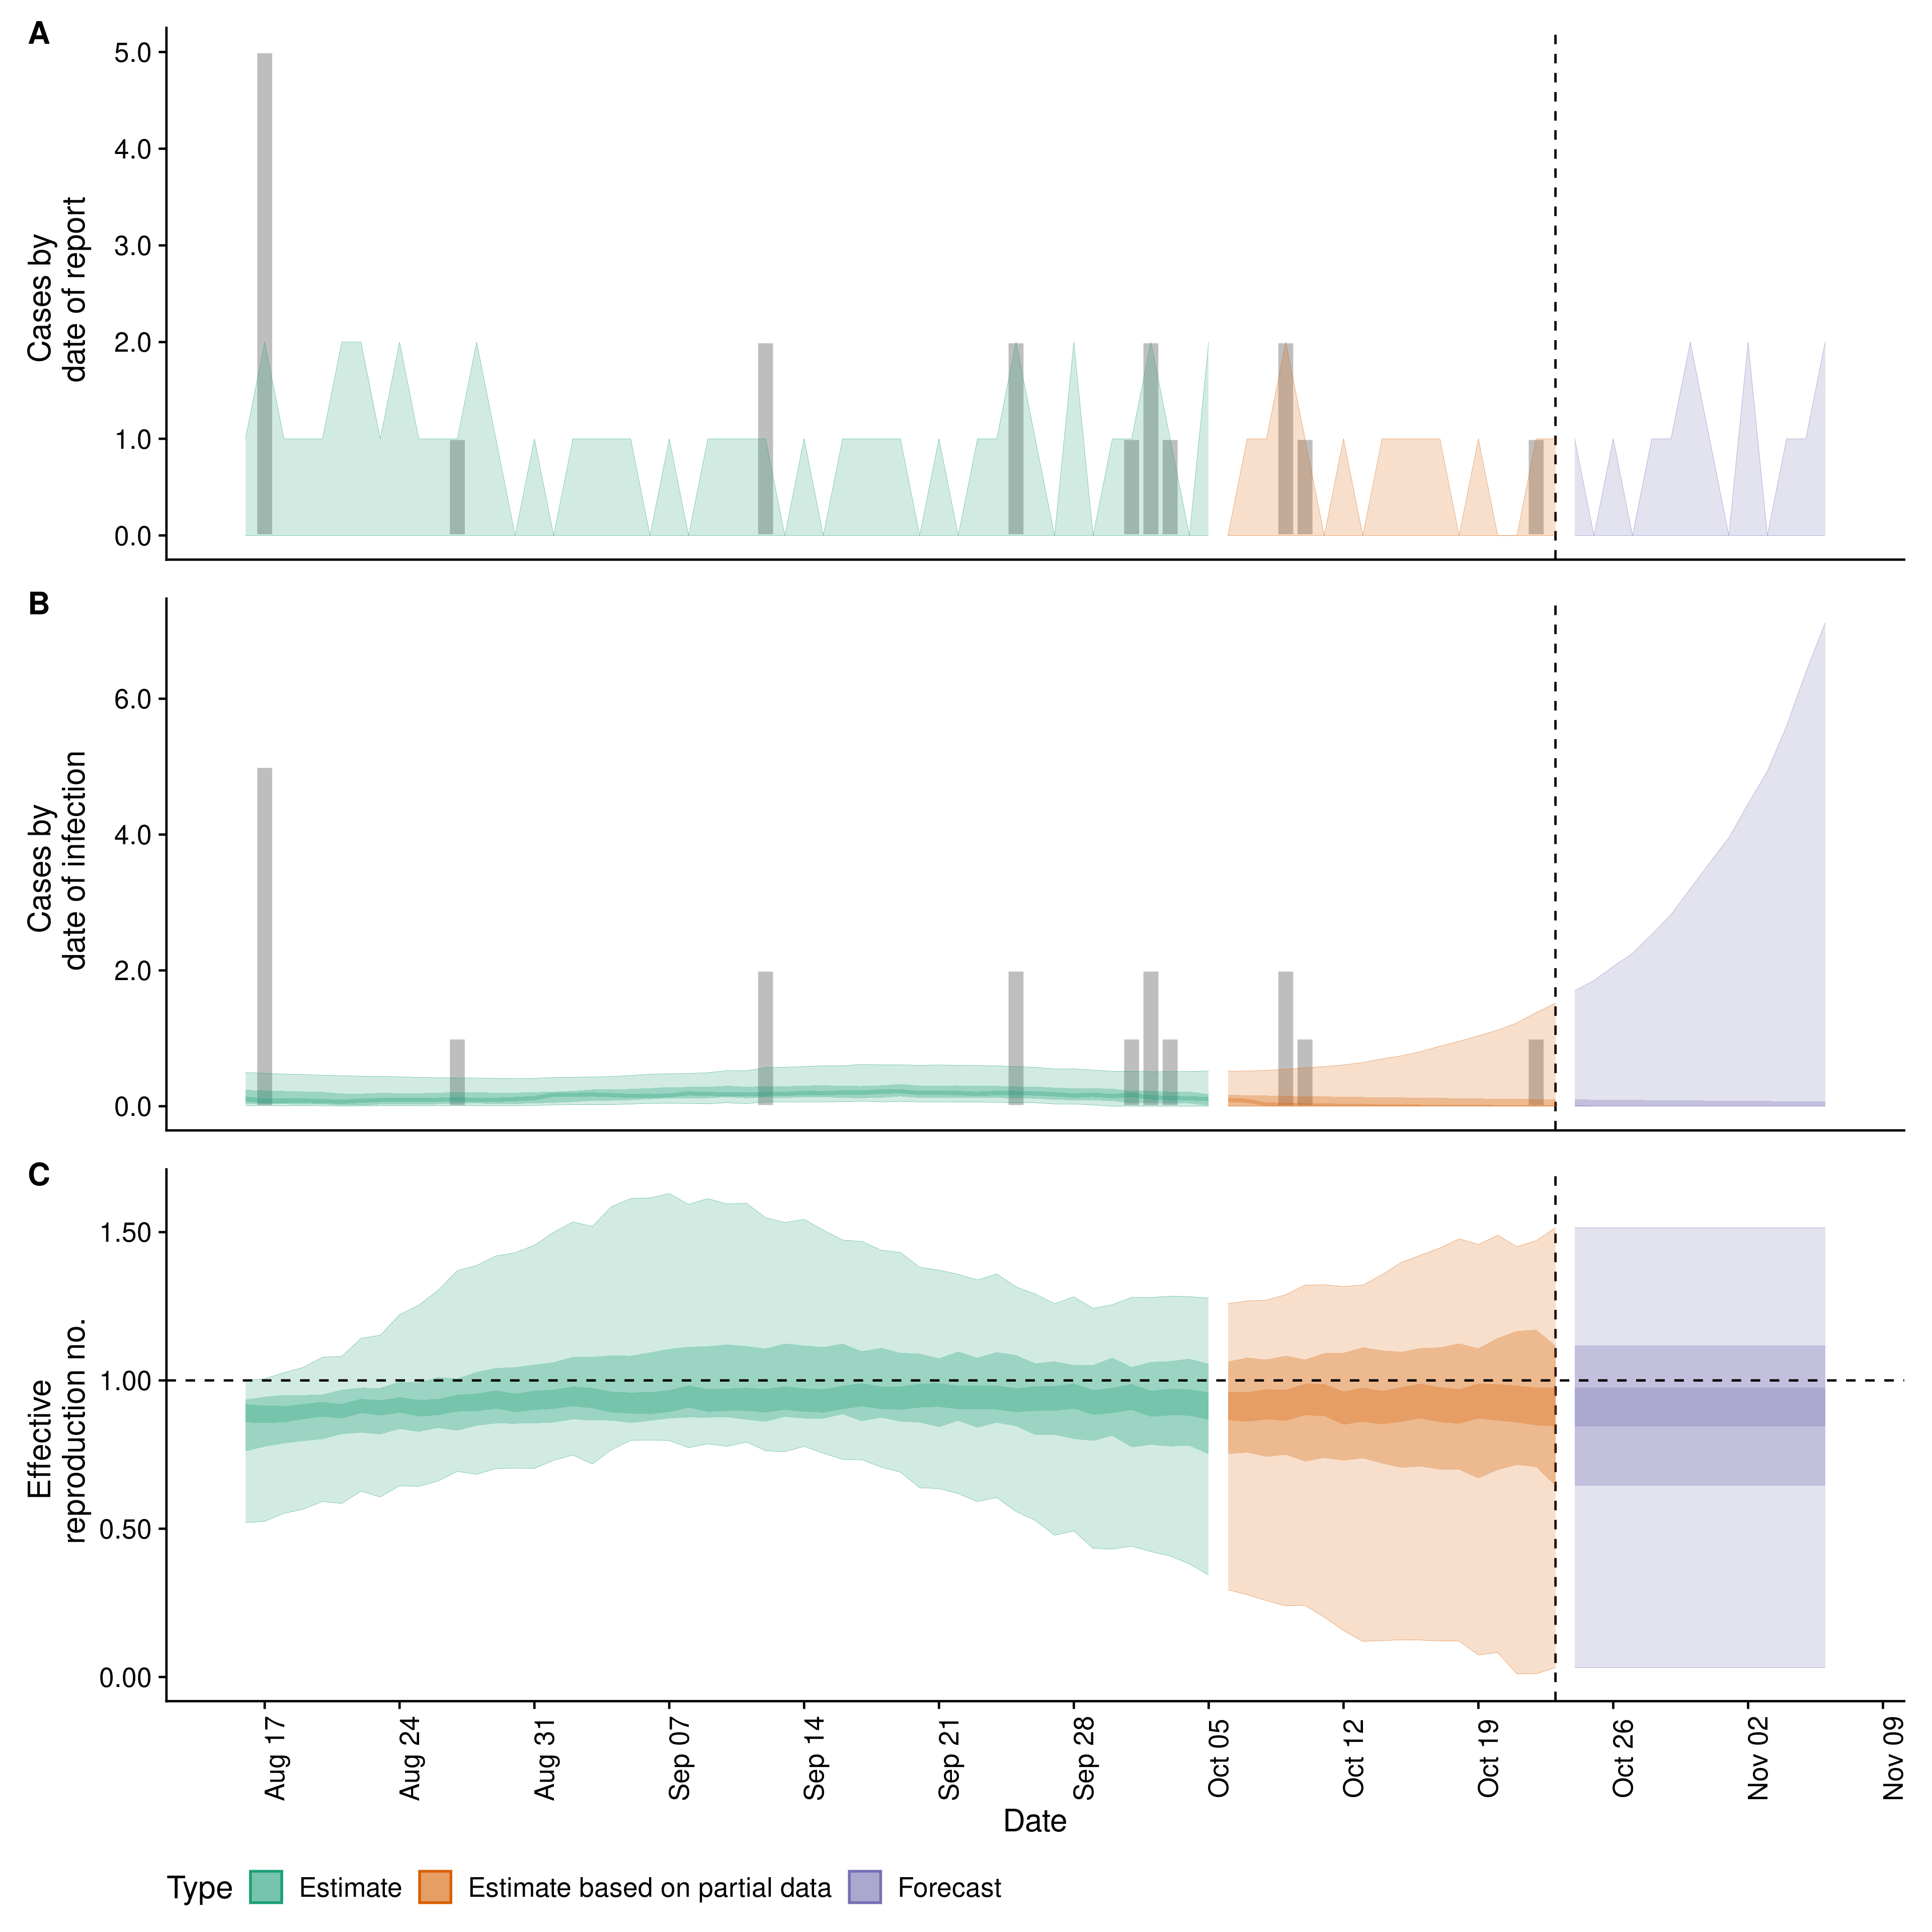 A
Cases by
date of report
5.0
4.0
3.0
2.0
1.0
0.0
B
Cases by
date of infection
6.0
4.0
2.0
0.0
C
Effective
reproduction no.
1.50
1.00
0.50
0.00
Aug 17
Aug 24
Aug 31
Sep 07
Sep 14
Sep 21
Sep 28
Oct 05
Oct 12
Oct 19
Oct 26
Nov 02
Nov 09
Date
Type Estimate Estimate based on partial data Forecast